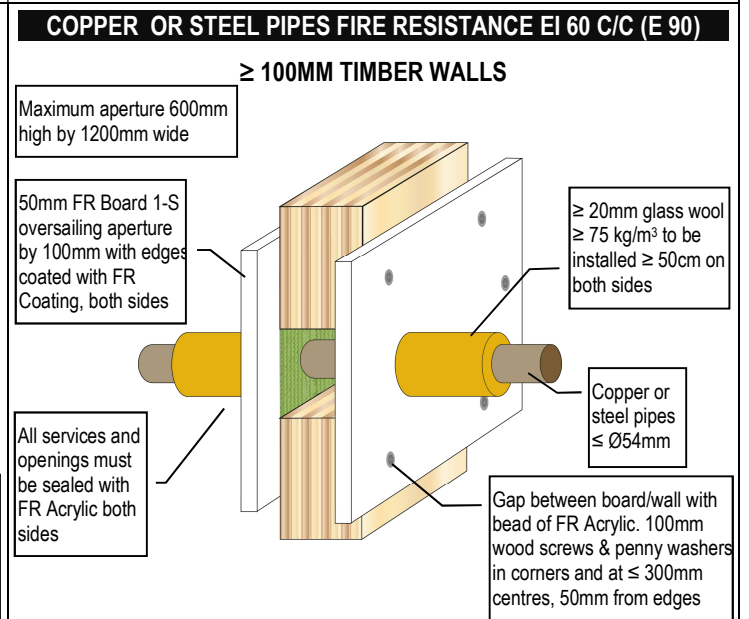 COPPER OR STEEL PIPES FIRE RESISTANCE EI 60 C/C (E 90)
≥ 100MM TIMBER WALLS
Maximum aperture 600mm
high by 1200mm wide
50mm FR Board 1-S
oversailing aperture
by 100mm with edges
coated with FR
Coating, both sides
≥ 20mm glass wool
≥ 75 kg/m³ to be
installed ≥ 50cm on
both sides
Copper or
steel pipes
≤ Ø54mm
All services and
openings must
be sealed with
FR Acrylic both
sides
Gap between board/wall with
bead of FR Acrylic. 100mm
wood screws & penny washers
in corners and at ≤ 300mm
centres, 50mm from edges